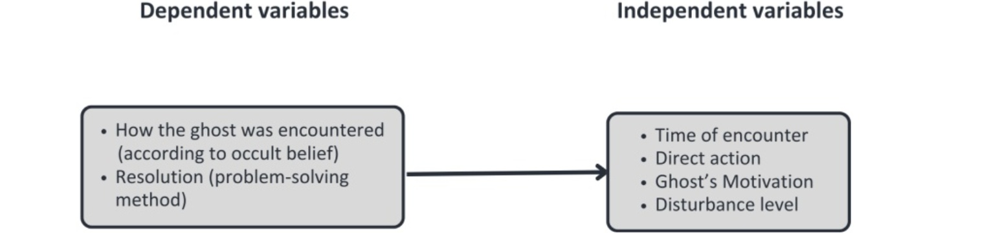 Dependent variables
Independent variables
• How the ghost was encountered
(according to occult belief)
• Resolution (problem-solving
method)
• Time of encounter
• Direct action
• Ghost’s Motivation
• Disturbance level